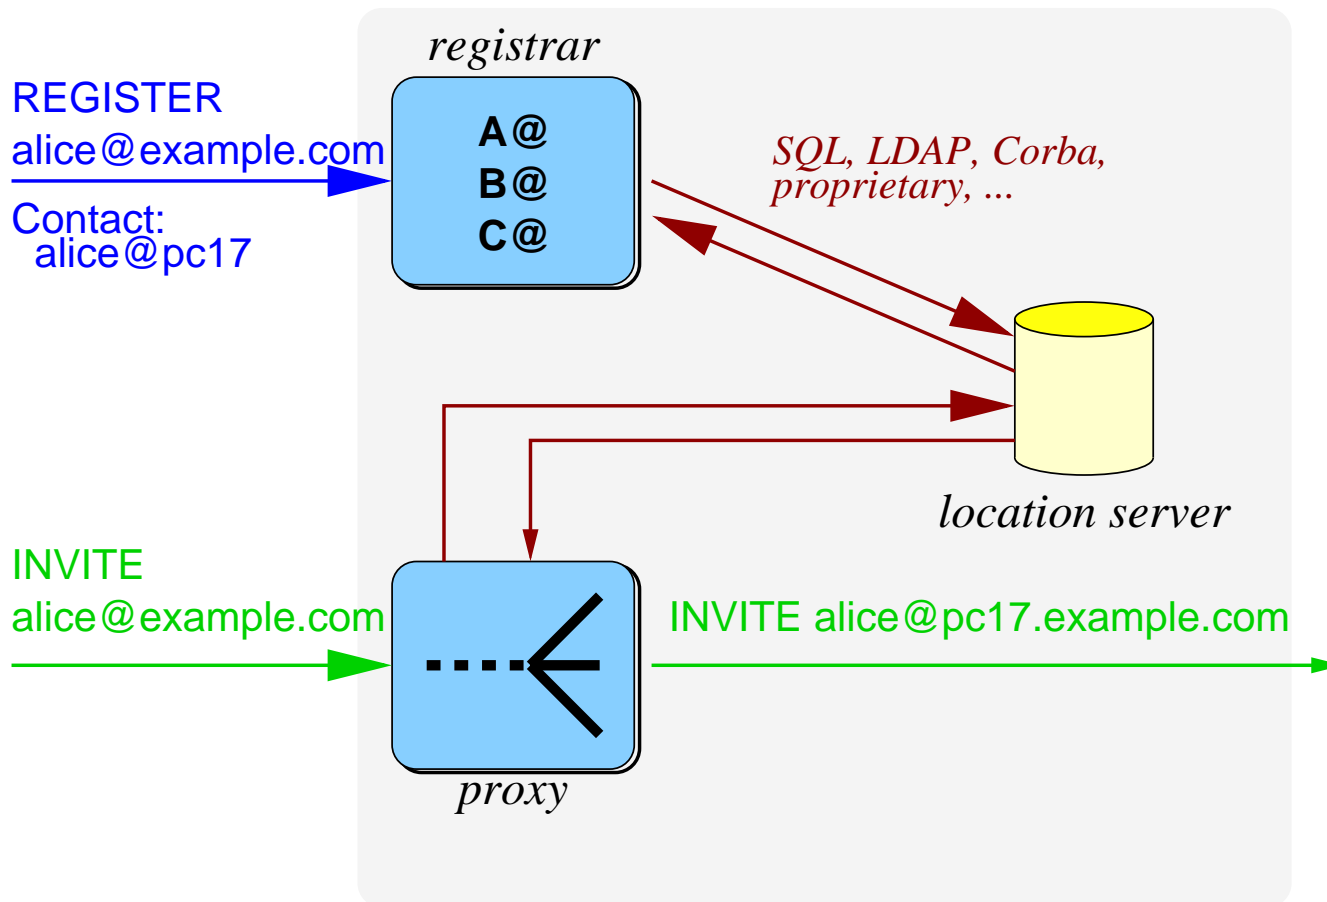 registrar
REGISTER
alice@example.com
Contact:
alice@pc17
A@
B@
C@
SQL, LDAP, Corba,
proprietary, ...
location server
INVITE
alice@example.com
INVITE alice@pc17.example.com
proxy